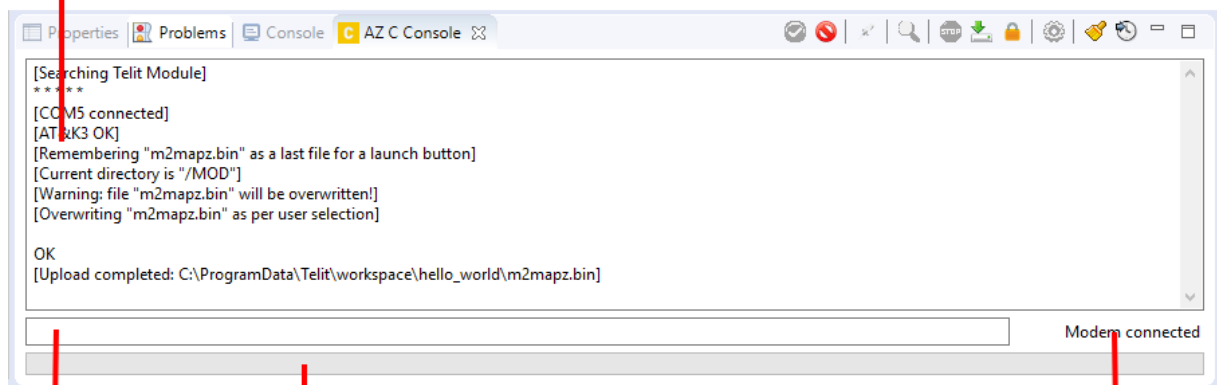 Properties Problems Console C AZ C Console STOP
[Searching Telit Module]
* * * * *
[COM5 connected]
[AT&K3 OK]
[Remembering "m2mapz.bin" as a last file for a launch button]
[Current directory is "/MOD"]
[Warning: file "m2mapz.bin" will be overwritten!]
[Overwriting "m2mapz.bin" as per user selection]
OK
[Upload completed: C:\ProgramData\Telit\workspace\hello_world\m2mapz.bin]
Modem connected